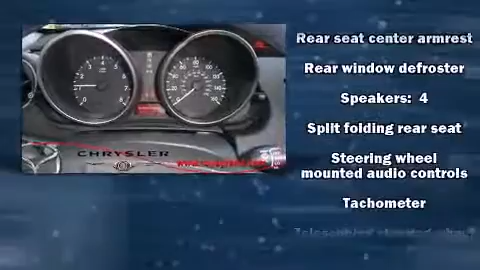 Rear seat center armrest
Rear window defroster
Speakers: 4
Split folding rear seat
Steering wheel
mounted audio controls
Tachometer
CHRYSLER